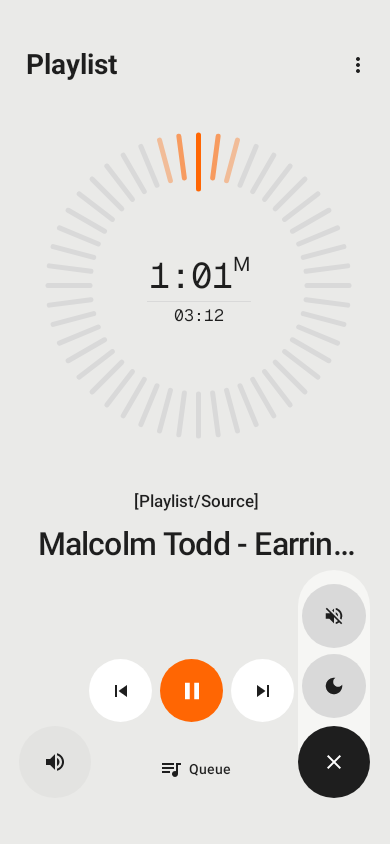 Playlist
1:01M
03:12
[Playlist/Source]
Malcolm Todd - Earrin...
Queue